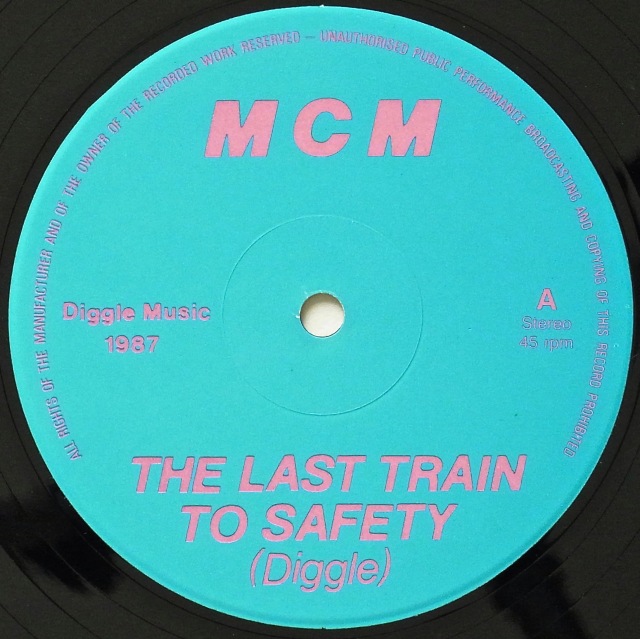 ALL RIGHTS OF THE MANUFACTURER AND OF THE OWNER OF THE RECORDED WORK RESERVED — UNAUTHORISED PUBLIC PERFORMANCE BROADCASTING AND COPYING OF THIS RECORD PROHIBITED
MCM
Diggle Music
1987
A
Stereo
45 rpm
THE LAST TRAIN
TO SAFETY
(Diggle)